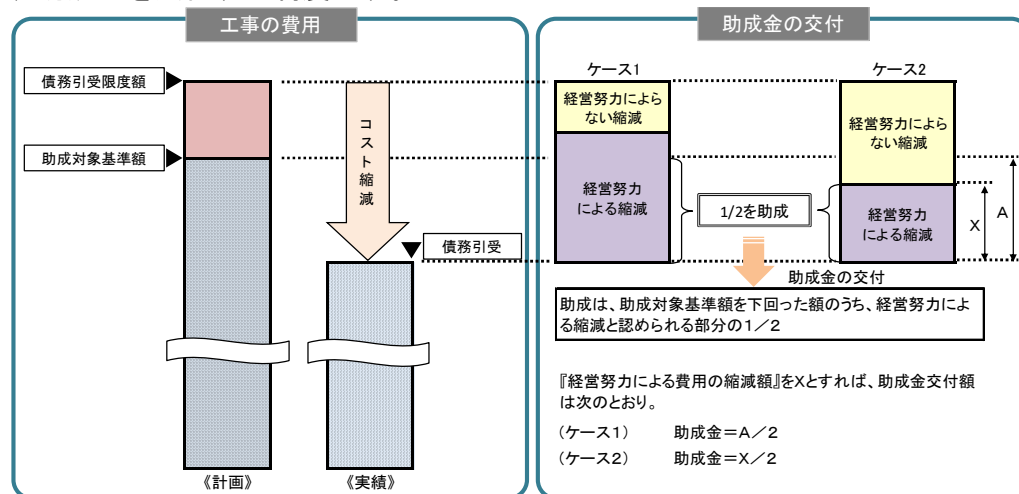 工事の費用
債務引受限度額
助成対象基準額
コスト縮減
債務引受
《計画》
《実績》
助成金の交付
ケース1
ケース2
経営努力によら
ない縮減
経営努力
による縮減
1/2を助成
経営努力によら
ない縮減
経営努力
による縮減
X
A
助成金の交付
助成は、助成対象基準額を下回った額のうち、経営努力によ
る縮減と認められる部分の1／2
『経営努力による費用の縮減額』をXとすれば、助成金交付額
は次のとおり。
(ケース1)　助成金＝A／2
(ケース2)　助成金＝X／2